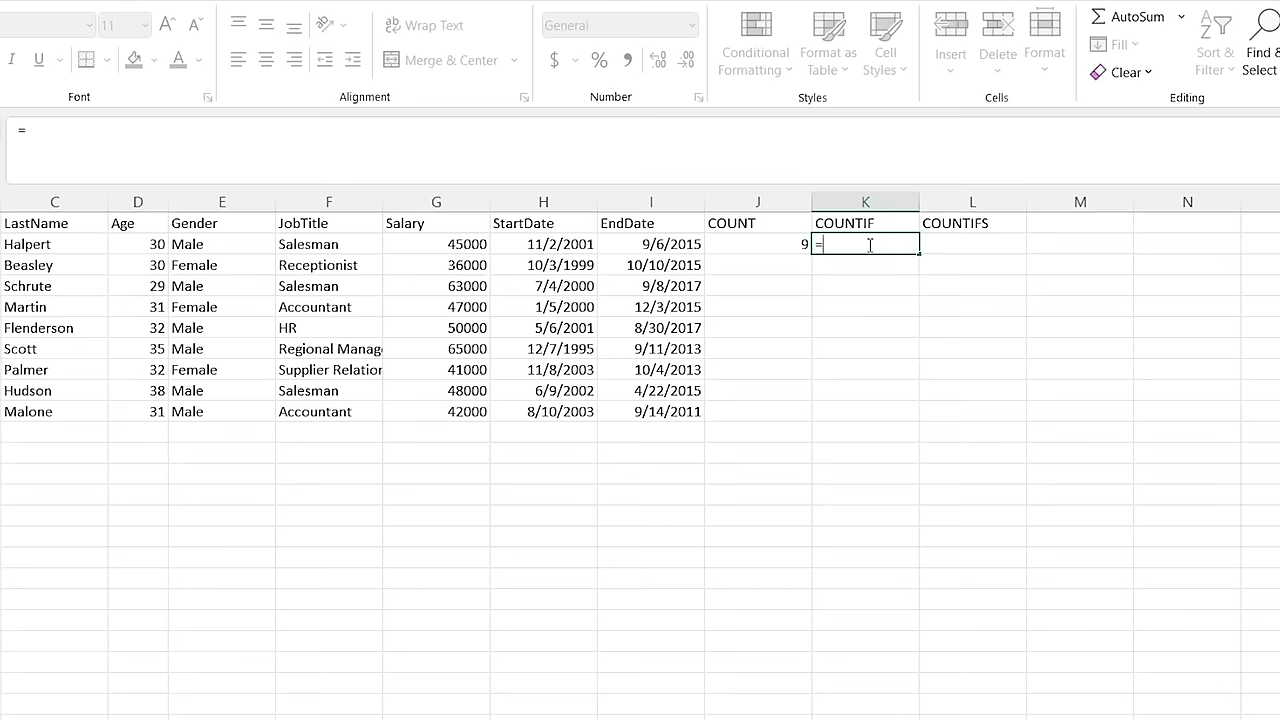 11
Wrap Text
General
AutoSum
Fill
Clear
I U A
Merge & Center
$ % 9
Conditional Formatting
Format as Table
Cell Styles
Insert
Delete
Format
Sort & Filter
Find & Select
Font
Alignment
Number
Styles
Cells
Editing
=
C D E F G H I J K L M N
LastName Age Gender JobTitle Salary StartDate EndDate COUNT COUNTIF COUNTIFS
Halpert 30 Male Salesman 45000 11/2/2001 9/6/2015 9 =
Beasley 30 Female Receptionist 36000 10/3/1999 10/10/2015
Schrute 29 Male Salesman 63000 7/4/2000 9/8/2017
Martin 31 Female Accountant 47000 1/5/2000 12/3/2015
Flenderson 32 Male HR 50000 5/6/2001 8/30/2017
Scott 35 Male Regional Manag 65000 12/7/1995 9/11/2013
Palmer 32 Female Supplier Relation 41000 11/8/2003 10/4/2013
Hudson 38 Male Salesman 48000 6/9/2002 4/22/2015
Malone 31 Male Accountant 42000 8/10/2003 9/14/2011